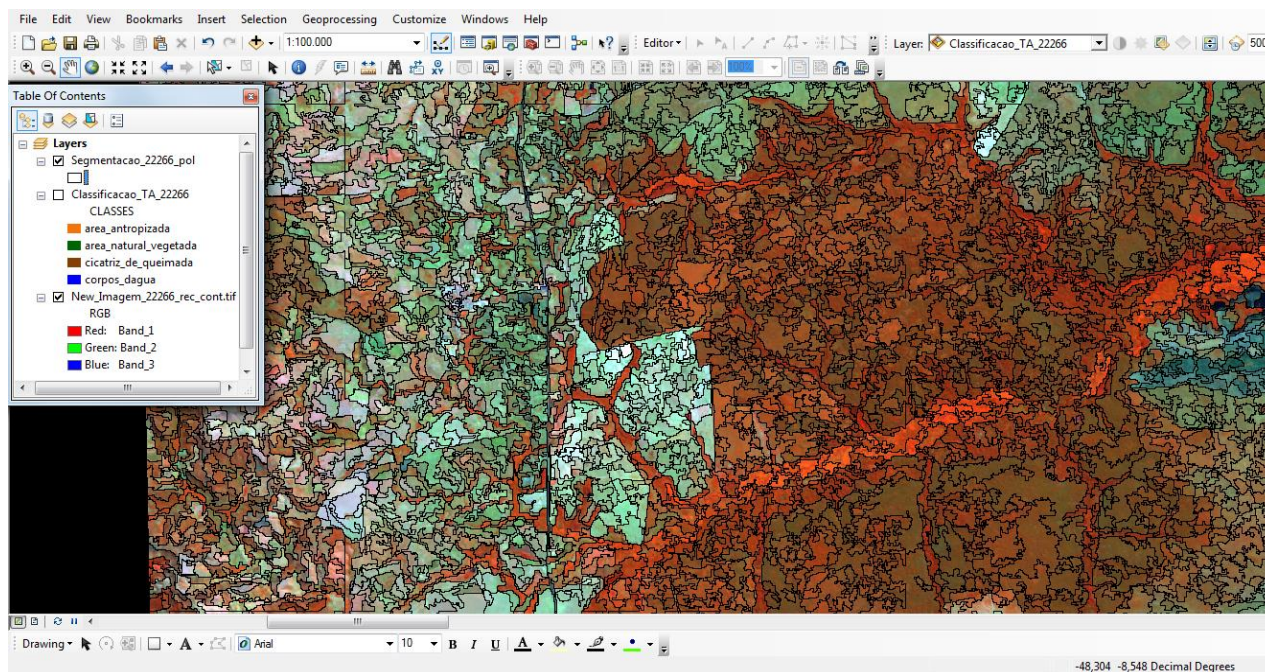 File Edit View Bookmarks Insert Selection Geoprocessing Customize Windows Help
1:100.000 Editor Layer: Classificacao_TA_22266 500
100%
Table Of Contents
Layers
Segmentacao_22266_pol
Classificacao_TA_22266
CLASSES
area_antropizada
area_natural_vegetada
cicatriz_de_queimada
corpos_dagua
New_Imagem_22266_rec_cont.tif
RGB
Red: Band_1
Green: Band_2
Blue: Band_3
Drawing A Arial 10 B I U A
-48,304 -8,548 Decimal Degrees